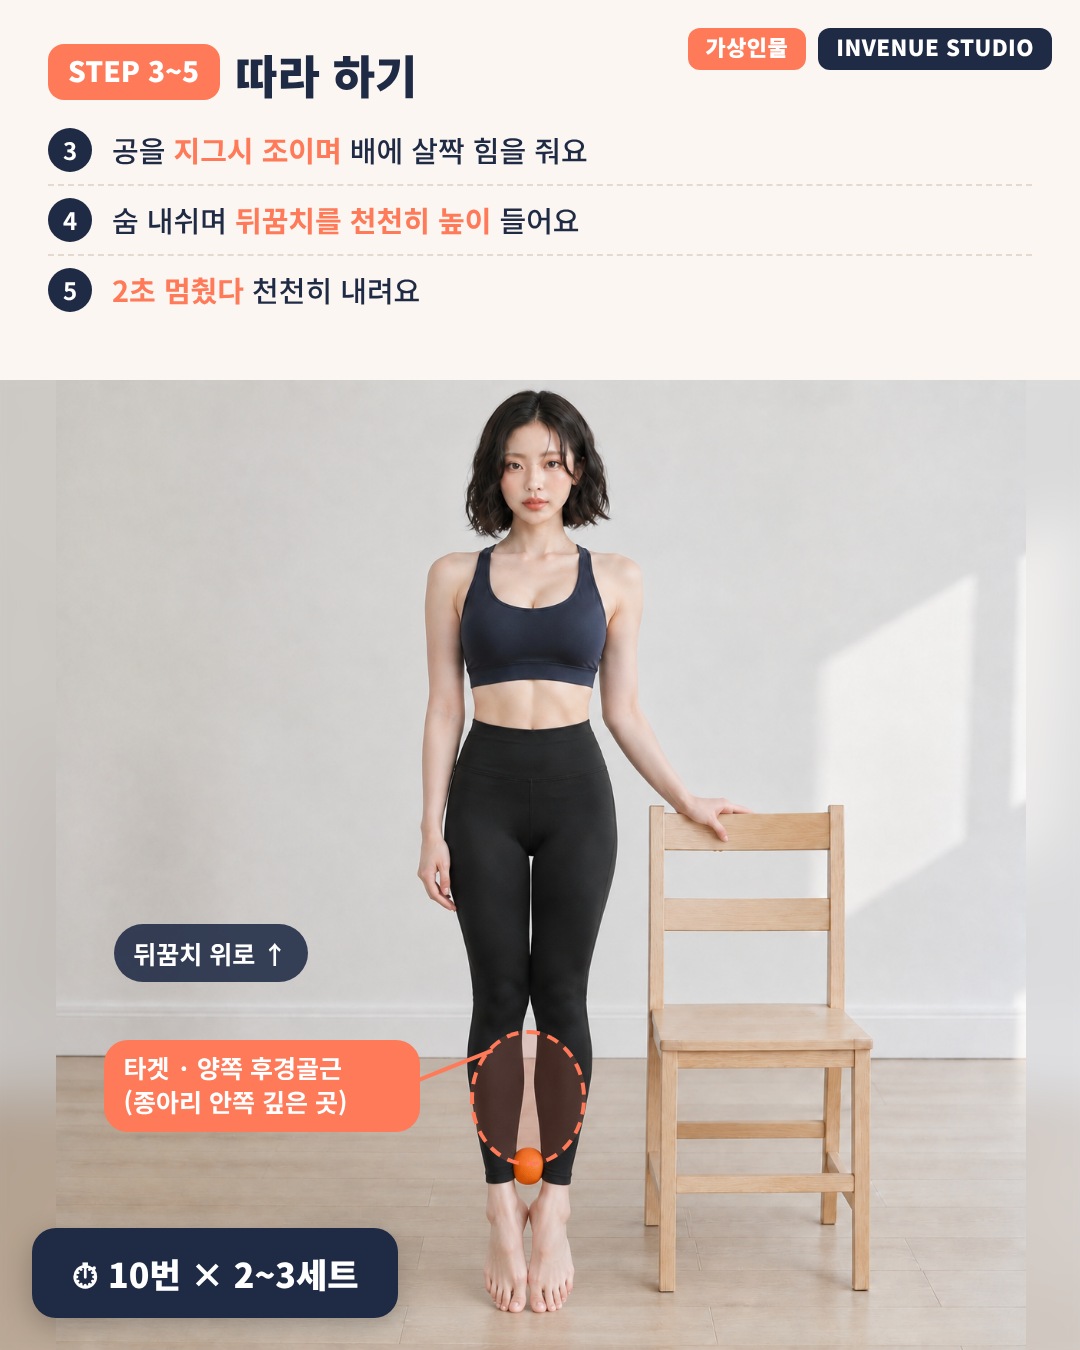 STEP 3~5 따라 하기
가상인물
INVENUE STUDIO
3 공을 지그시 조이며 배에 살짝 힘을 줘요
4 숨 내쉬며 뒤꿈치를 천천히 높이 들어요
5 2초 멈췄다 천천히 내려요
뒤꿈치 위로 ↑
타겟 · 양쪽 후경골근
(종아리 안쪽 깊은 곳)
⏱ 10번 × 2~3세트